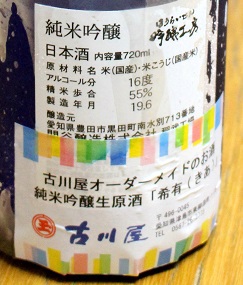 純米吟醸
ほうらいせん
吟醸工房
日本酒 内容量720ml
原材料名 米(国産)・米こうじ(国産米)
アルコール分 16度
精米歩合 55%
製造年月 19.6
醸造元
愛知県豊田市黒田町南水別713番地
古川屋オーダーメイドのお酒
純米吟醸生原酒「希有(きあ)
古川屋
〒496-